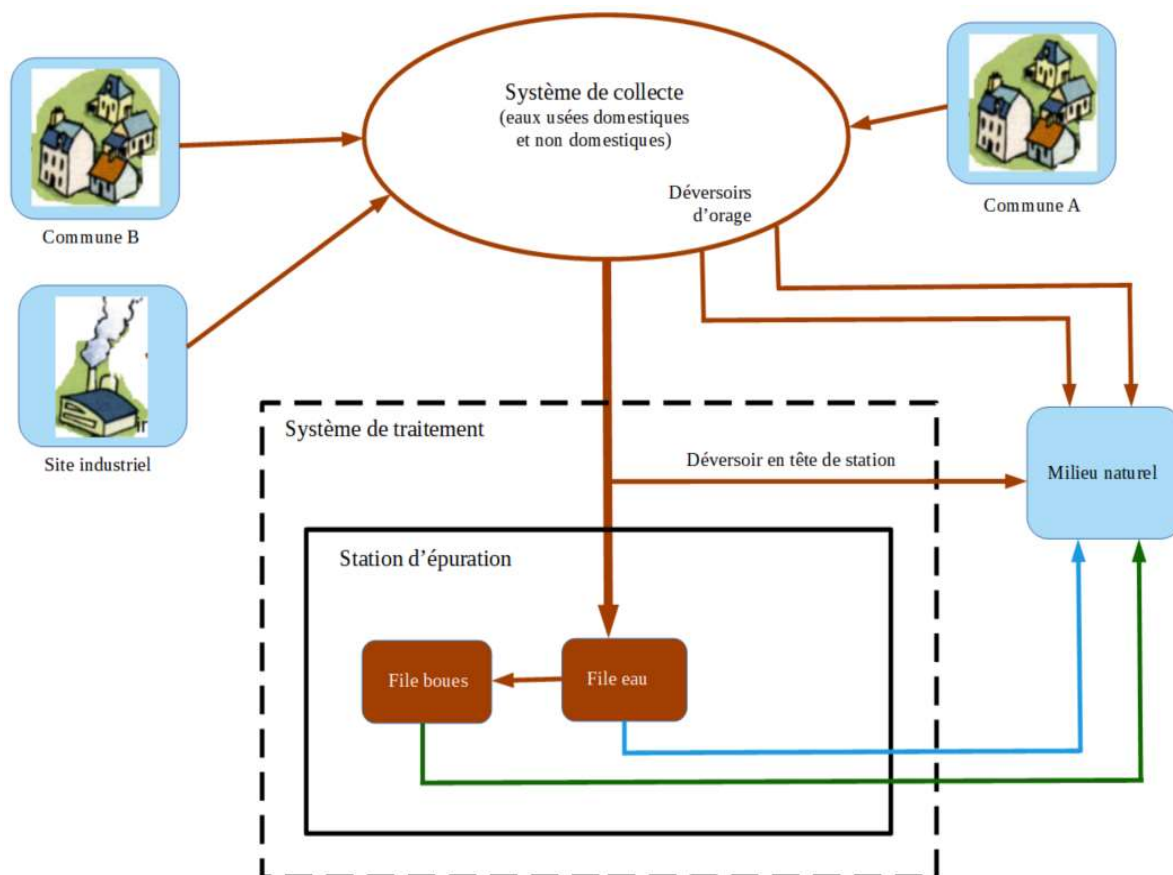 Système de collecte
(eaux usées domestiques
et non domestiques)
Déversoirs
d’orage
Commune B
Commune A
Site industriel
Système de traitement
Déversoir en tête de station
Milieu naturel
Station d’épuration
File boues
File eau